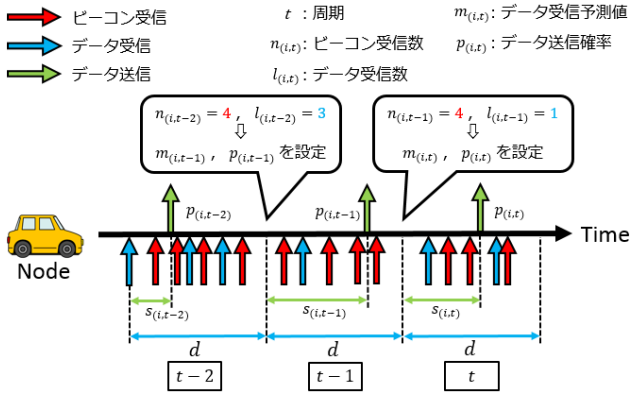 ビーコン受信
データ受信
データ送信
t : 周期
n(i,t): ビーコン受信数
l(i,t): データ受信数
m(i,t): データ受信予測値
p(i,t): データ送信確率
n(i,t−2) = 4 , l(i,t−2) = 3
⇩
m(i,t−1) , p(i,t−1) を設定
n(i,t−1) = 4 , l(i,t−1) = 1
⇩
m(i,t) , p(i,t) を設定
p(i,t−2)
p(i,t−1)
p(i,t)
Time
Node
s(i,t−2)
s(i,t−1)
s(i,t)
d
d
d
t − 2
t − 1
t